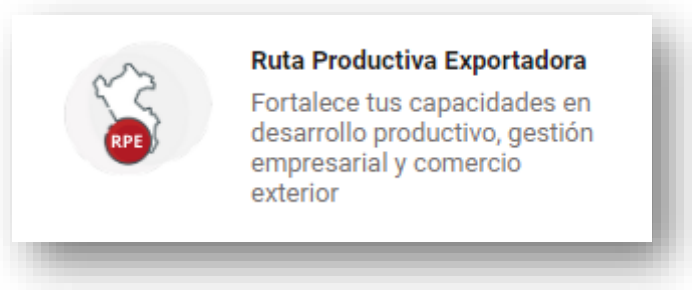 Ruta Productiva Exportadora
Fortalece tus capacidades en
desarrollo productivo, gestión
empresarial y comercio
exterior
RPE